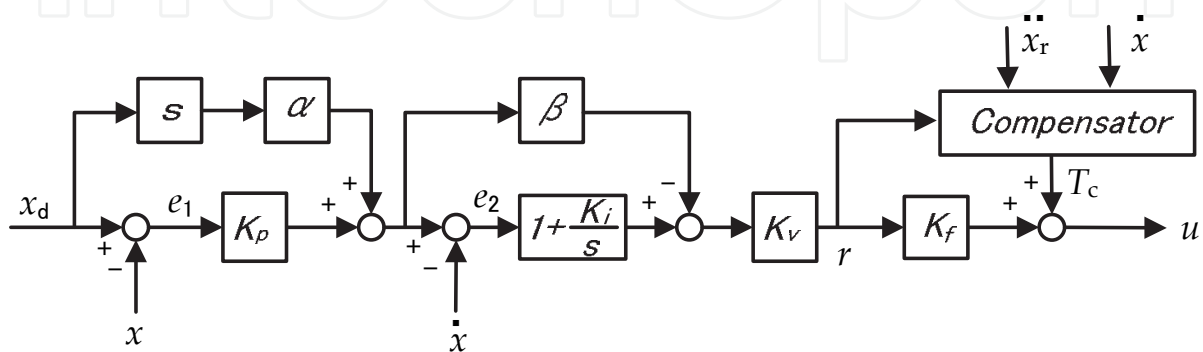 ẍr ẋ
s α β Compensator
+ − + + Tc
xd e1 Kp + e2 1+ Ki/s + Kv r Kf + u
+ − + −
x ẋ